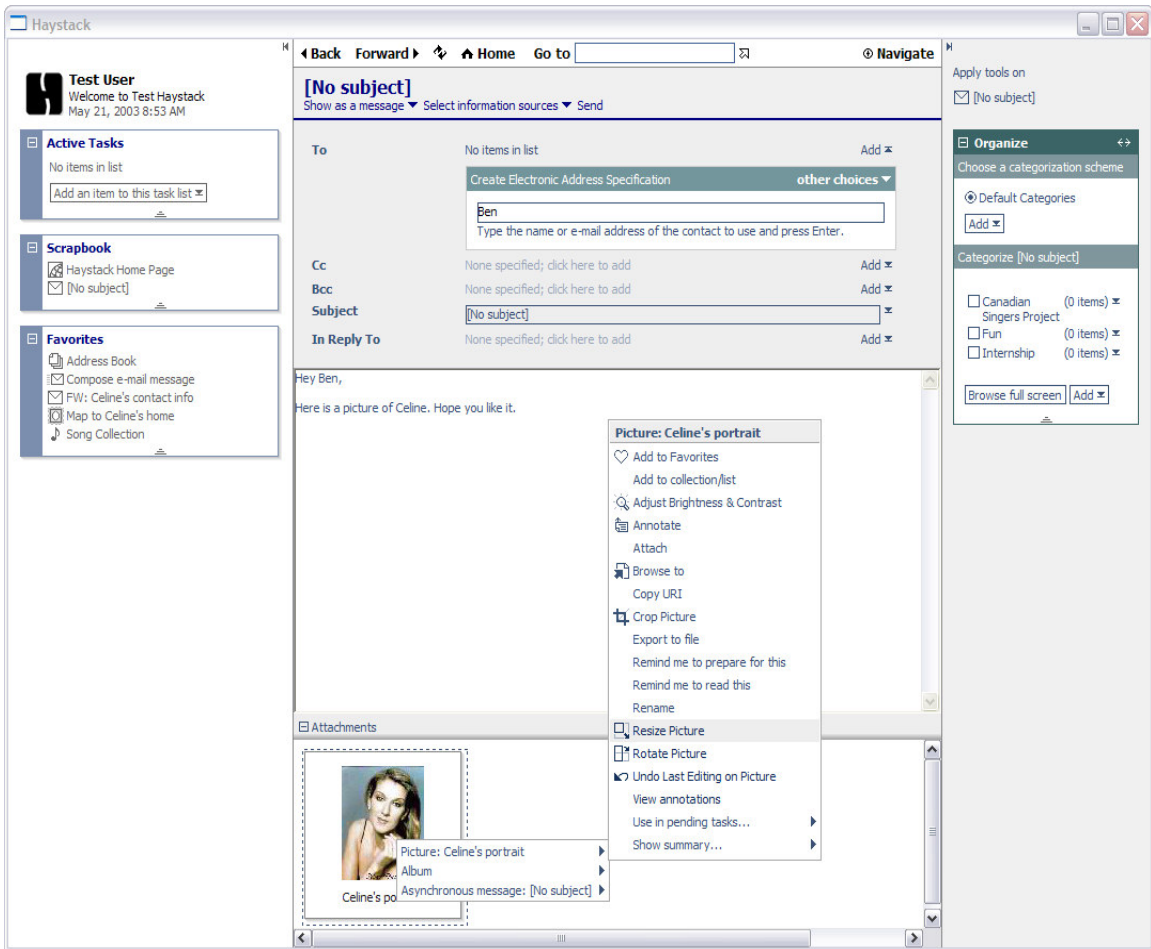 Haystack
Test User
Welcome to Test Haystack
May 21, 2003 8:53 AM
Active Tasks
No items in list
Add an item to this task list
Scrapbook
Haystack Home Page
[No subject]
Favorites
Address Book
Compose e-mail message
FW: Celine's contact info
Map to Celine's home
Song Collection
Back Forward Home Go to Navigate
[No subject]
Show as a message Select information sources Send
To No items in list Add
Create Electronic Address Specification other choices
Ben
Type the name or e-mail address of the contact to use and press Enter.
Cc None specified; click here to add Add
Bcc None specified; click here to add Add
Subject [No subject]
In Reply To None specified; click here to add Add
Hey Ben,
Here is a picture of Celine. Hope you like it.
Picture: Celine's portrait
Add to Favorites
Add to collection/list
Adjust Brightness & Contrast
Annotate
Attach
Browse to
Copy URI
Crop Picture
Export to file
Remind me to prepare for this
Remind me to read this
Rename
Resize Picture
Rotate Picture
Undo Last Editing on Picture
View annotations
Use in pending tasks...
Show summary...
Attachments
Picture: Celine's portrait
Album
Asynchronous message: [No subject]
Celine's po
Apply tools on
[No subject]
Organize
Choose a categorization scheme
Default Categories
Add
Categorize [No subject]
Canadian (0 items)
Singers Project
Fun (0 items)
Internship (0 items)
Browse full screen Add